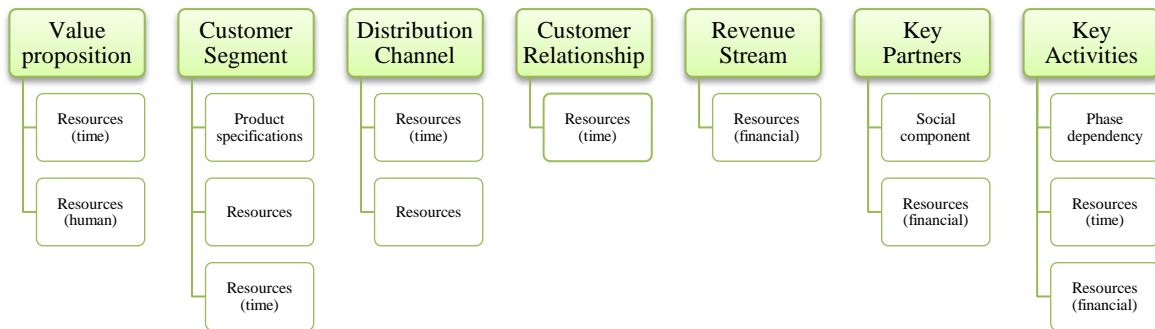 Value
proposition
Resources
(time)
Resources
(human)
Customer
Segment
Product
specifications
Resources
Resources
(time)
Distribution
Channel
Resources
(time)
Resources
Customer
Relationship
Resources
(time)
Revenue
Stream
Resources
(financial)
Key
Partners
Social
component
Resources
(financial)
Key
Activities
Phase
dependency
Resources
(time)
Resources
(financial)